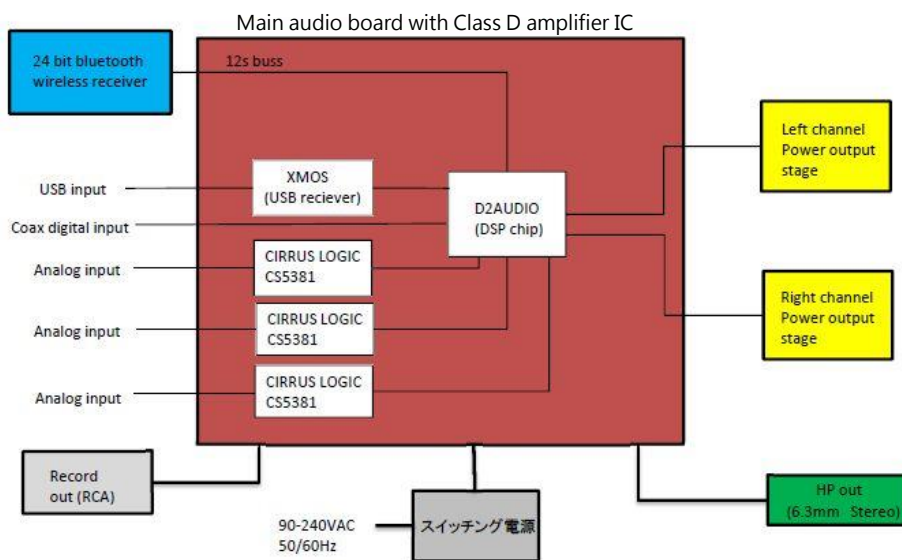 Main audio board with Class D amplifier IC
24 bit bluetooth
wireless receiver
12s buss
Left channel
Power output
stage
XMOS
(USB reciever)
USB input
D2AUDIO
(DSP chip)
Coax digital input
CIRRUS LOGIC
CS5381
Analog input
Right channel
Power output
stage
CIRRUS LOGIC
CS5381
Analog input
CIRRUS LOGIC
CS5381
Analog input
Record
out (RCA)
HP out
(6.3mm Stereo)
90-240VAC
50/60Hz
スイッチング電源